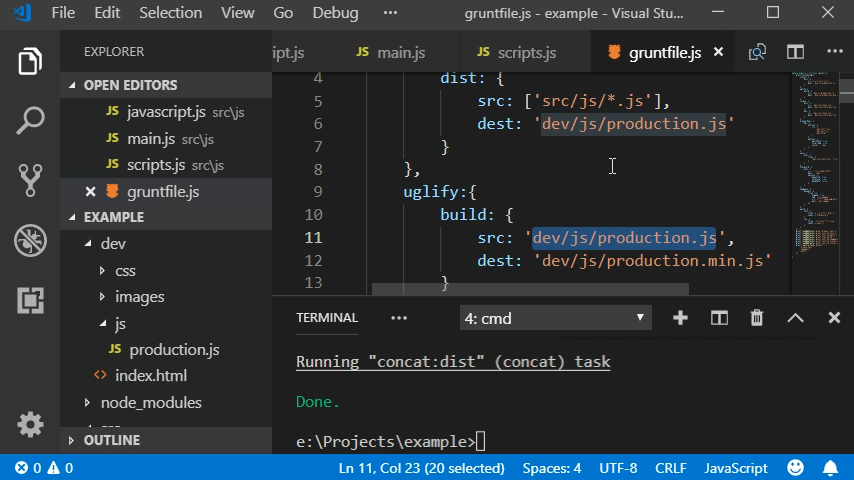 File Edit Selection View Go Debug ••• gruntfile.js - example - Visual Stu...
EXPLORER
ipt.js JS main.js JS scripts.js gruntfile.js
OPEN EDITORS
JS javascript.js src\js
JS main.js src\js
JS scripts.js src\js
gruntfile.js
EXAMPLE
dev
css
images
js
JS production.js
<> index.html
node_modules
OUTLINE
4 dist: {
5 src: ['src/js/*.js'],
6 dest: 'dev/js/production.js'
7 }
8 },
9 uglify:{
10 build: {
11 src: 'dev/js/production.js',
12 dest: 'dev/js/production.min.js'
13 }
TERMINAL ••• 4: cmd
Running "concat:dist" (concat) task
Done.
e:\Projects\example>
0 0 Ln 11, Col 23 (20 selected) Spaces: 4 UTF-8 CRLF JavaScript